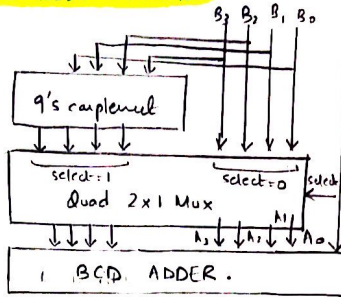 B₃ B₂ B₁ B₀
9's complemet
select=1 select=0 select
Quad 2x1 Mux
A₃ A₂ A₁ A₀
BCD ADDER.